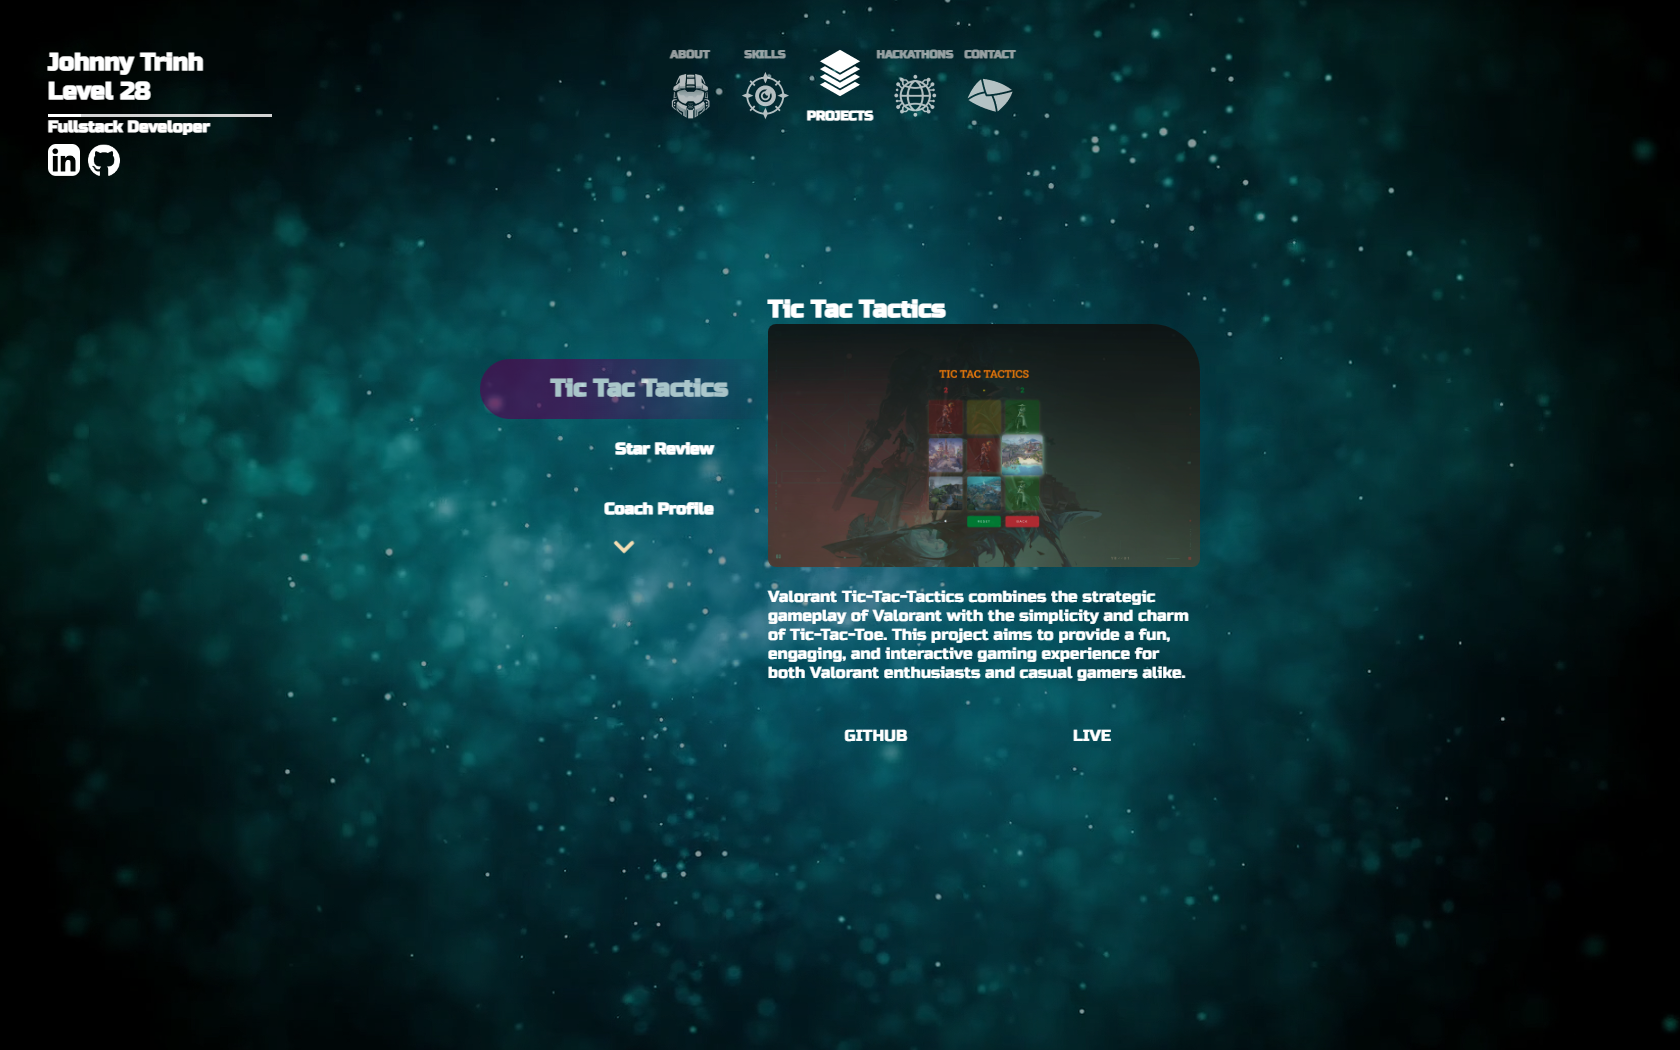 Johnny Trinh
Level 28
Fullstack Developer
ABOUT
SKILLS
PROJECTS
HACKATHONS
CONTACT
Tic Tac Tactics
Star Review
Coach Profile
Tic Tac Tactics
TIC TAC TACTICS
RESET
BACK
Valorant Tic-Tac-Tactics combines the strategic
gameplay of Valorant with the simplicity and charm
of Tic-Tac-Toe. This project aims to provide a fun,
engaging, and interactive gaming experience for
both Valorant enthusiasts and casual gamers alike.
GITHUB
LIVE